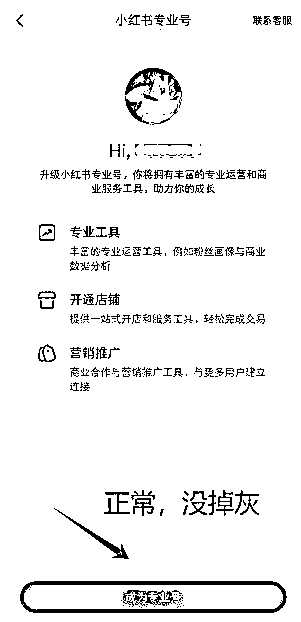 小红书专业号
联系客服
Hi,
升级小红书专业号，你将拥有丰富的专业运营和商
业服务工具，助力你的成长
专业工具
丰富的专业运营工具，例如粉丝画像与商业
数据分析
开通店铺
提供一站式开店和服务工具，轻松完成交易
营销推广
商业合作与营销推广工具，与更多用户建立
连接
正常，没掉灰
成为专业号